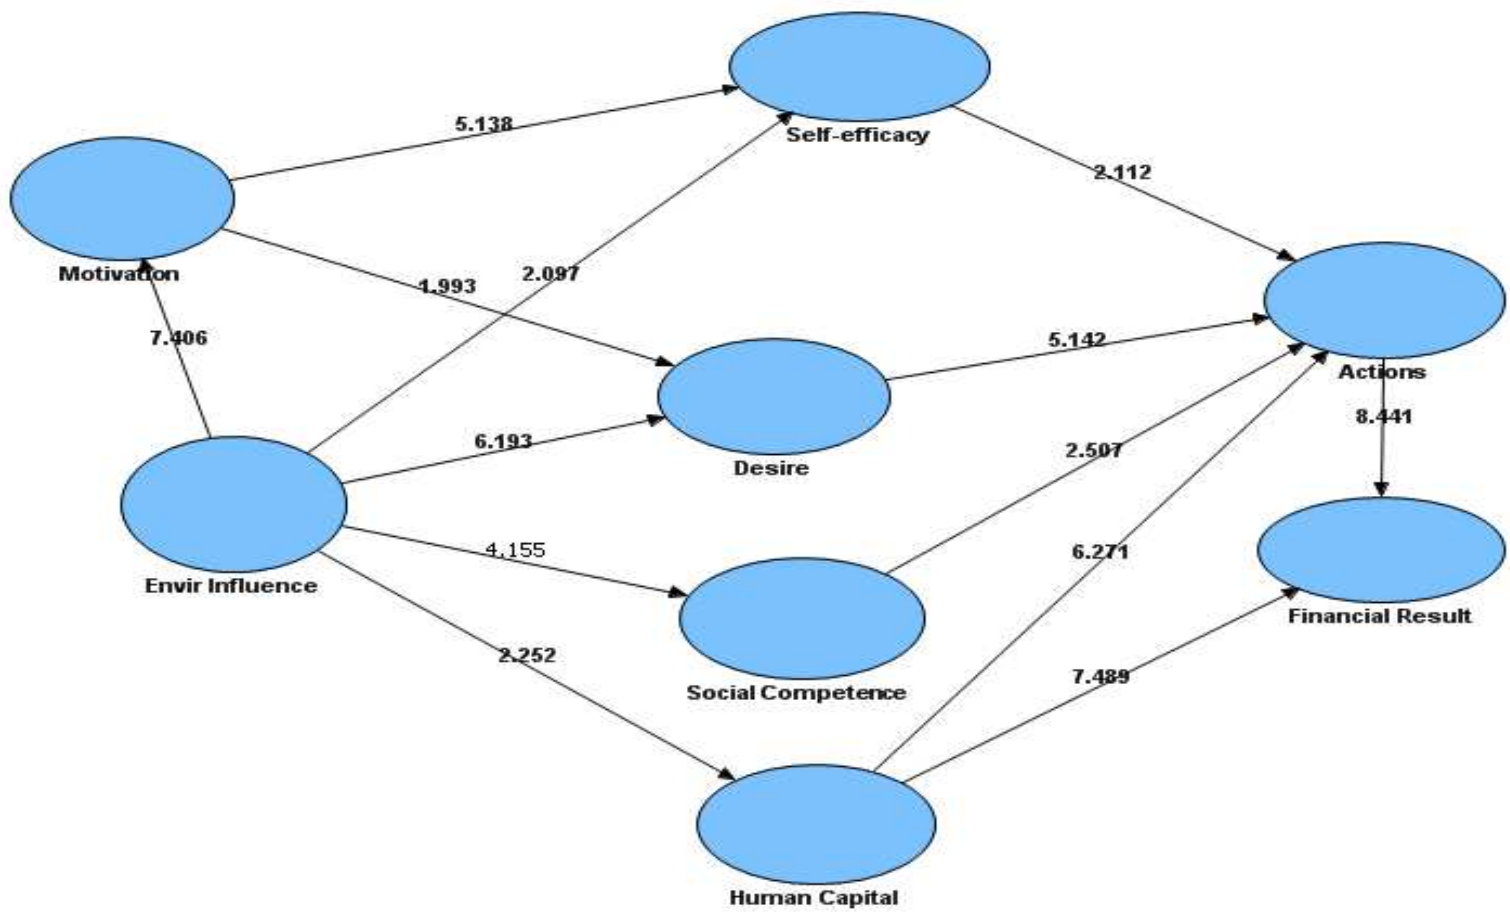 Self-efficacy
5.138
2.112
Motivation
2.097
1.993
7.406
5.142
Actions
8.441
6.193
2.507
Desire
4.155
6.271
Envir Influence
Financial Result
2.252
7.489
Social Competence
Human Capital